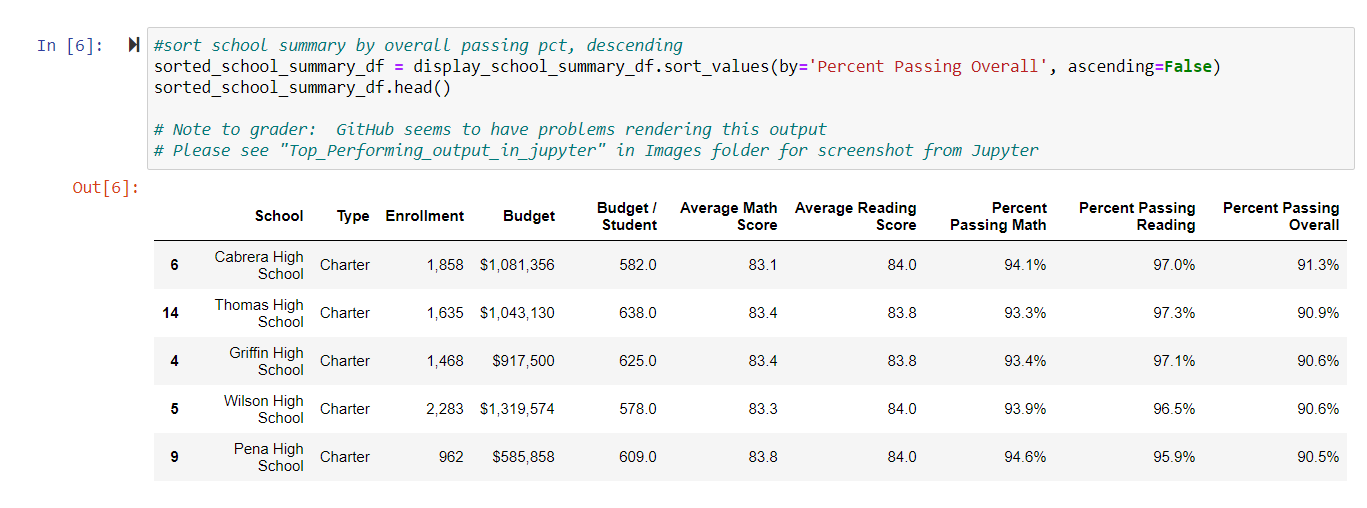 In [6]:
#sort school summary by overall passing pct, descending
sorted_school_summary_df = display_school_summary_df.sort_values(by='Percent Passing Overall', ascending=False)
sorted_school_summary_df.head()
# Note to grader:  GitHub seems to have problems rendering this output
# Please see "Top_Performing_output_in_jupyter" in Images folder for screenshot from Jupyter
Out[6]:
School Type Enrollment Budget Budget / Student Average Math Score Average Reading Score Percent Passing Math Percent Passing Reading Percent Passing Overall
6 Cabrera High School Charter 1,858 $1,081,356 582.0 83.1 84.0 94.1% 97.0% 91.3%
14 Thomas High School Charter 1,635 $1,043,130 638.0 83.4 83.8 93.3% 97.3% 90.9%
4 Griffin High School Charter 1,468 $917,500 625.0 83.4 83.8 93.4% 97.1% 90.6%
5 Wilson High School Charter 2,283 $1,319,574 578.0 83.3 84.0 93.9% 96.5% 90.6%
9 Pena High School Charter 962 $585,858 609.0 83.8 84.0 94.6% 95.9% 90.5%